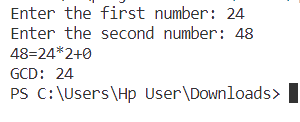 Enter the first number: 24
Enter the second number: 48
48=24*2+0
GCD: 24
PS C:\Users\Hp User\Downloads>